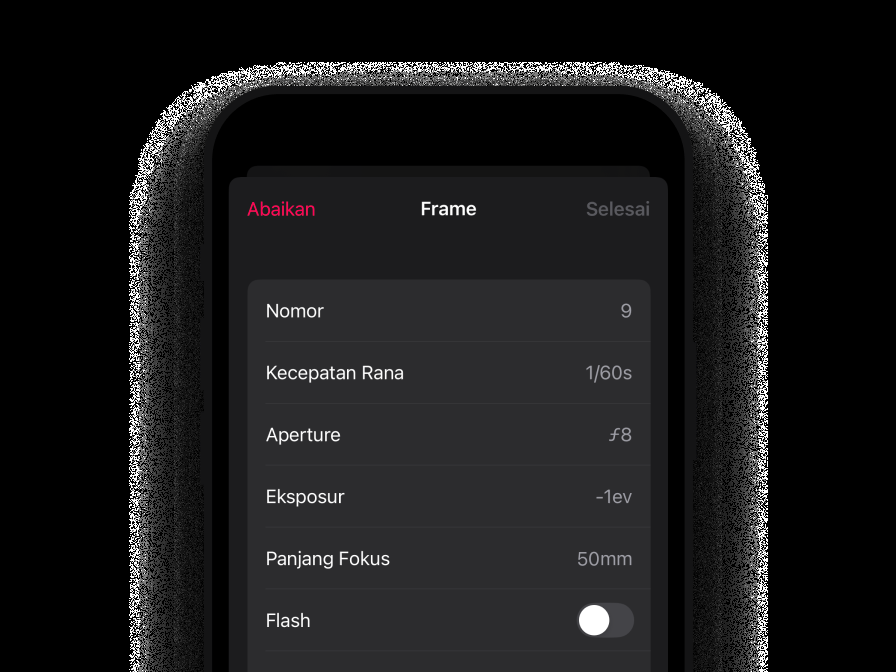 Abaikan Frame Selesai
Nomor 9
Kecepatan Rana 1/60s
Aperture ƒ8
Eksposur -1ev
Panjang Fokus 50mm
Flash